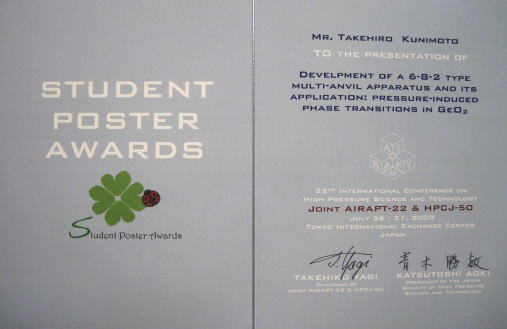 STUDENT
POSTER
AWARDS
Student Poster Awards
MR. TAKEHIRO KUNIMOTO
TO THE PRESENTATION OF
DEVELPMENT OF A 6-8-2 TYPE
MULTI-ANVIL APPARATUS AND ITS
APPLICATION: PRESSURE-INDUCED
PHASE TRANSITIONS IN GEO₂
22ND INTERNATIONAL CONFERENCE ON
HIGH PRESSURE SCIENCE AND TECHNOLOGY
JOINT AIRAPT-22 & HPCJ-50
JULY 26 - 31, 2009
TOKYO INTERNATIONAL EXCHANGE CENTER
JAPAN
T. Yagi
TAKEHIKO YAGI
CHAIRMAN OF
JOINT AIRAPT-22 & HPCJ-50
青木勝敏
KATSUTOSHI AOKI
PRESIDENT OF THE JAPAN
SOCIETY OF HIGH PRESSURE
SCIENCE AND TECHNOLOGY